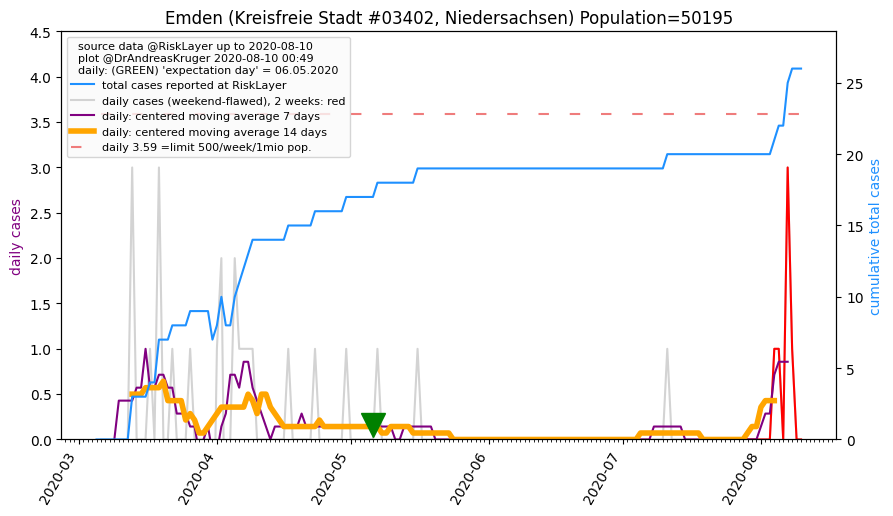 Emden (Kreisfreie Stadt #03402, Niedersachsen) Population=50195
source data @RiskLayer up to 2020-08-10
plot @DrAndreasKruger 2020-08-10 00:49
daily: (GREEN) 'expectation day' = 06.05.2020
total cases reported at RiskLayer
daily cases (weekend-flawed), 2 weeks: red
daily: centered moving average 7 days
daily: centered moving average 14 days
daily 3.59 =limit 500/week/1mio pop.
daily cases
4.5
4.0
3.5
3.0
2.5
2.0
1.5
1.0
0.5
0.0
cumulative total cases
25
20
15
10
5
0
2020-03
2020-04
2020-05
2020-06
2020-07
2020-08